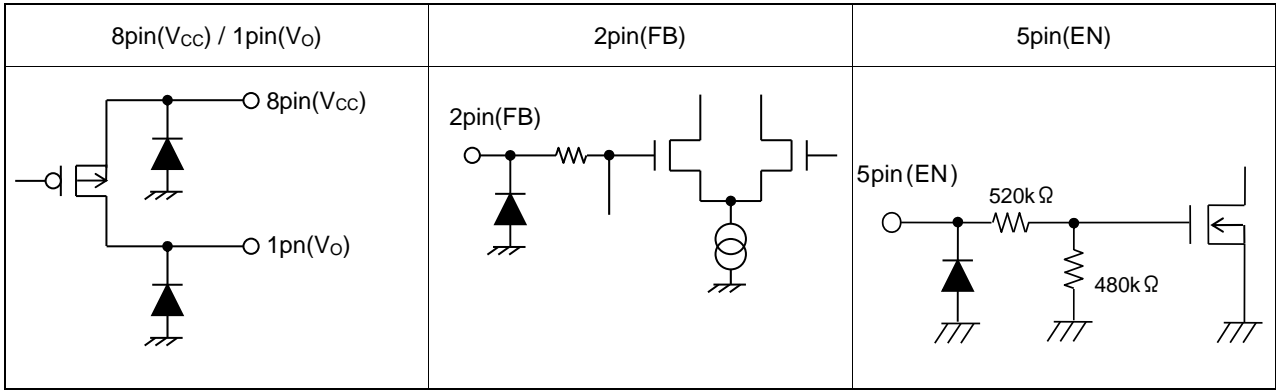 8pin(VCC) / 1pin(VO)
2pin(FB)
5pin(EN)
8pin(VCC)
1pn(VO)
2pin(FB)
5pin(EN)
520kΩ
480kΩ